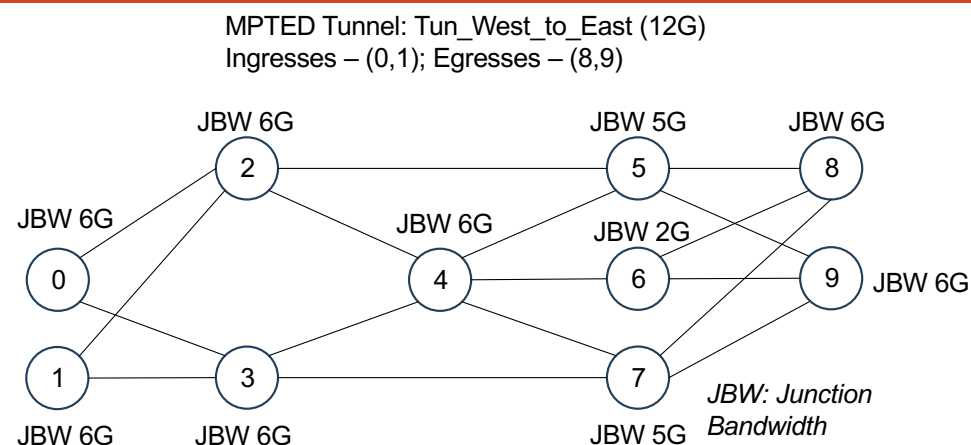 MPTED Tunnel: Tun_West_to_East (12G)
Ingresses – (0,1); Egresses – (8,9)
JBW 6G
JBW 5G
JBW 6G
2
5
8
JBW 6G
JBW 6G
JBW 2G
0
4
6
9
JBW 6G
1
3
7
JBW: Junction
Bandwidth
JBW 6G
JBW 6G
JBW 5G